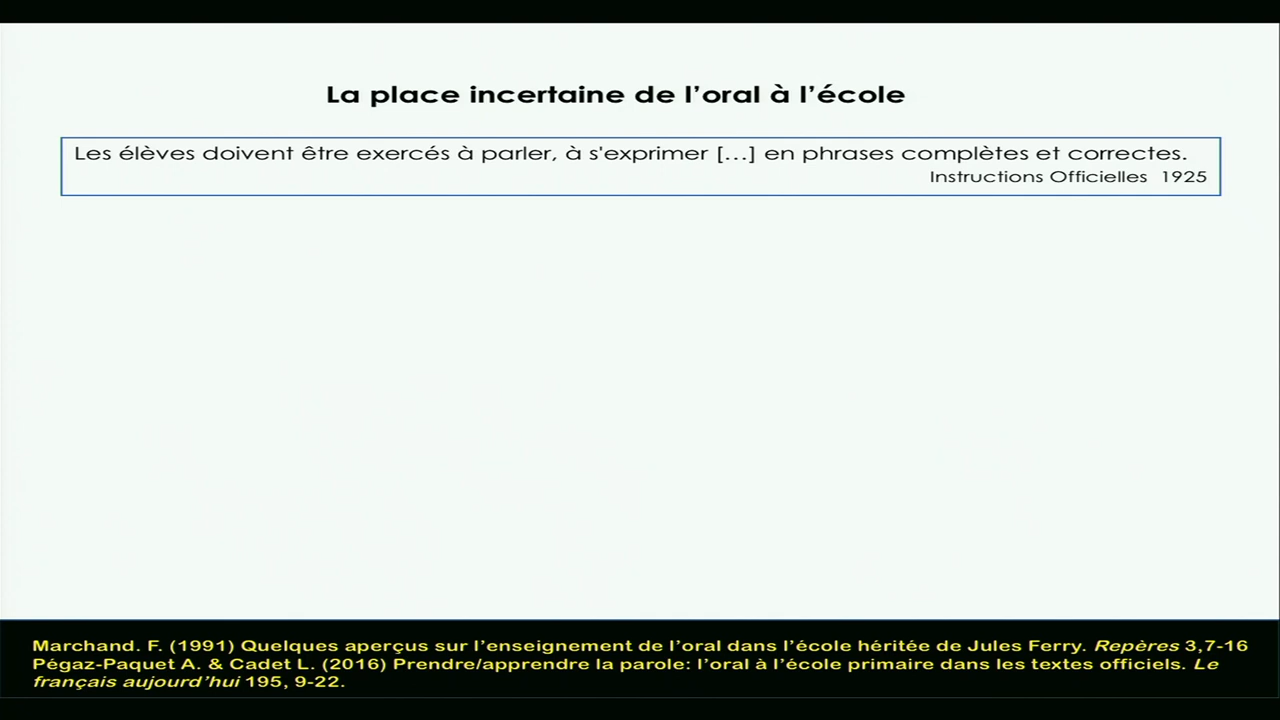 La place incertaine de l’oral à l’école
Les élèves doivent être exercés à parler, à s'exprimer [...] en phrases complètes et correctes.
Instructions Officielles 1925
Marchand. F. (1991) Quelques aperçus sur l’enseignement de l’oral dans l’école héritée de Jules Ferry. Repères 3,7-16
Pégaz-Paquet A. & Cadet L. (2016) Prendre/apprendre la parole: l’oral à l’école primaire dans les textes officiels. Le
français aujourd’hui 195, 9-22.